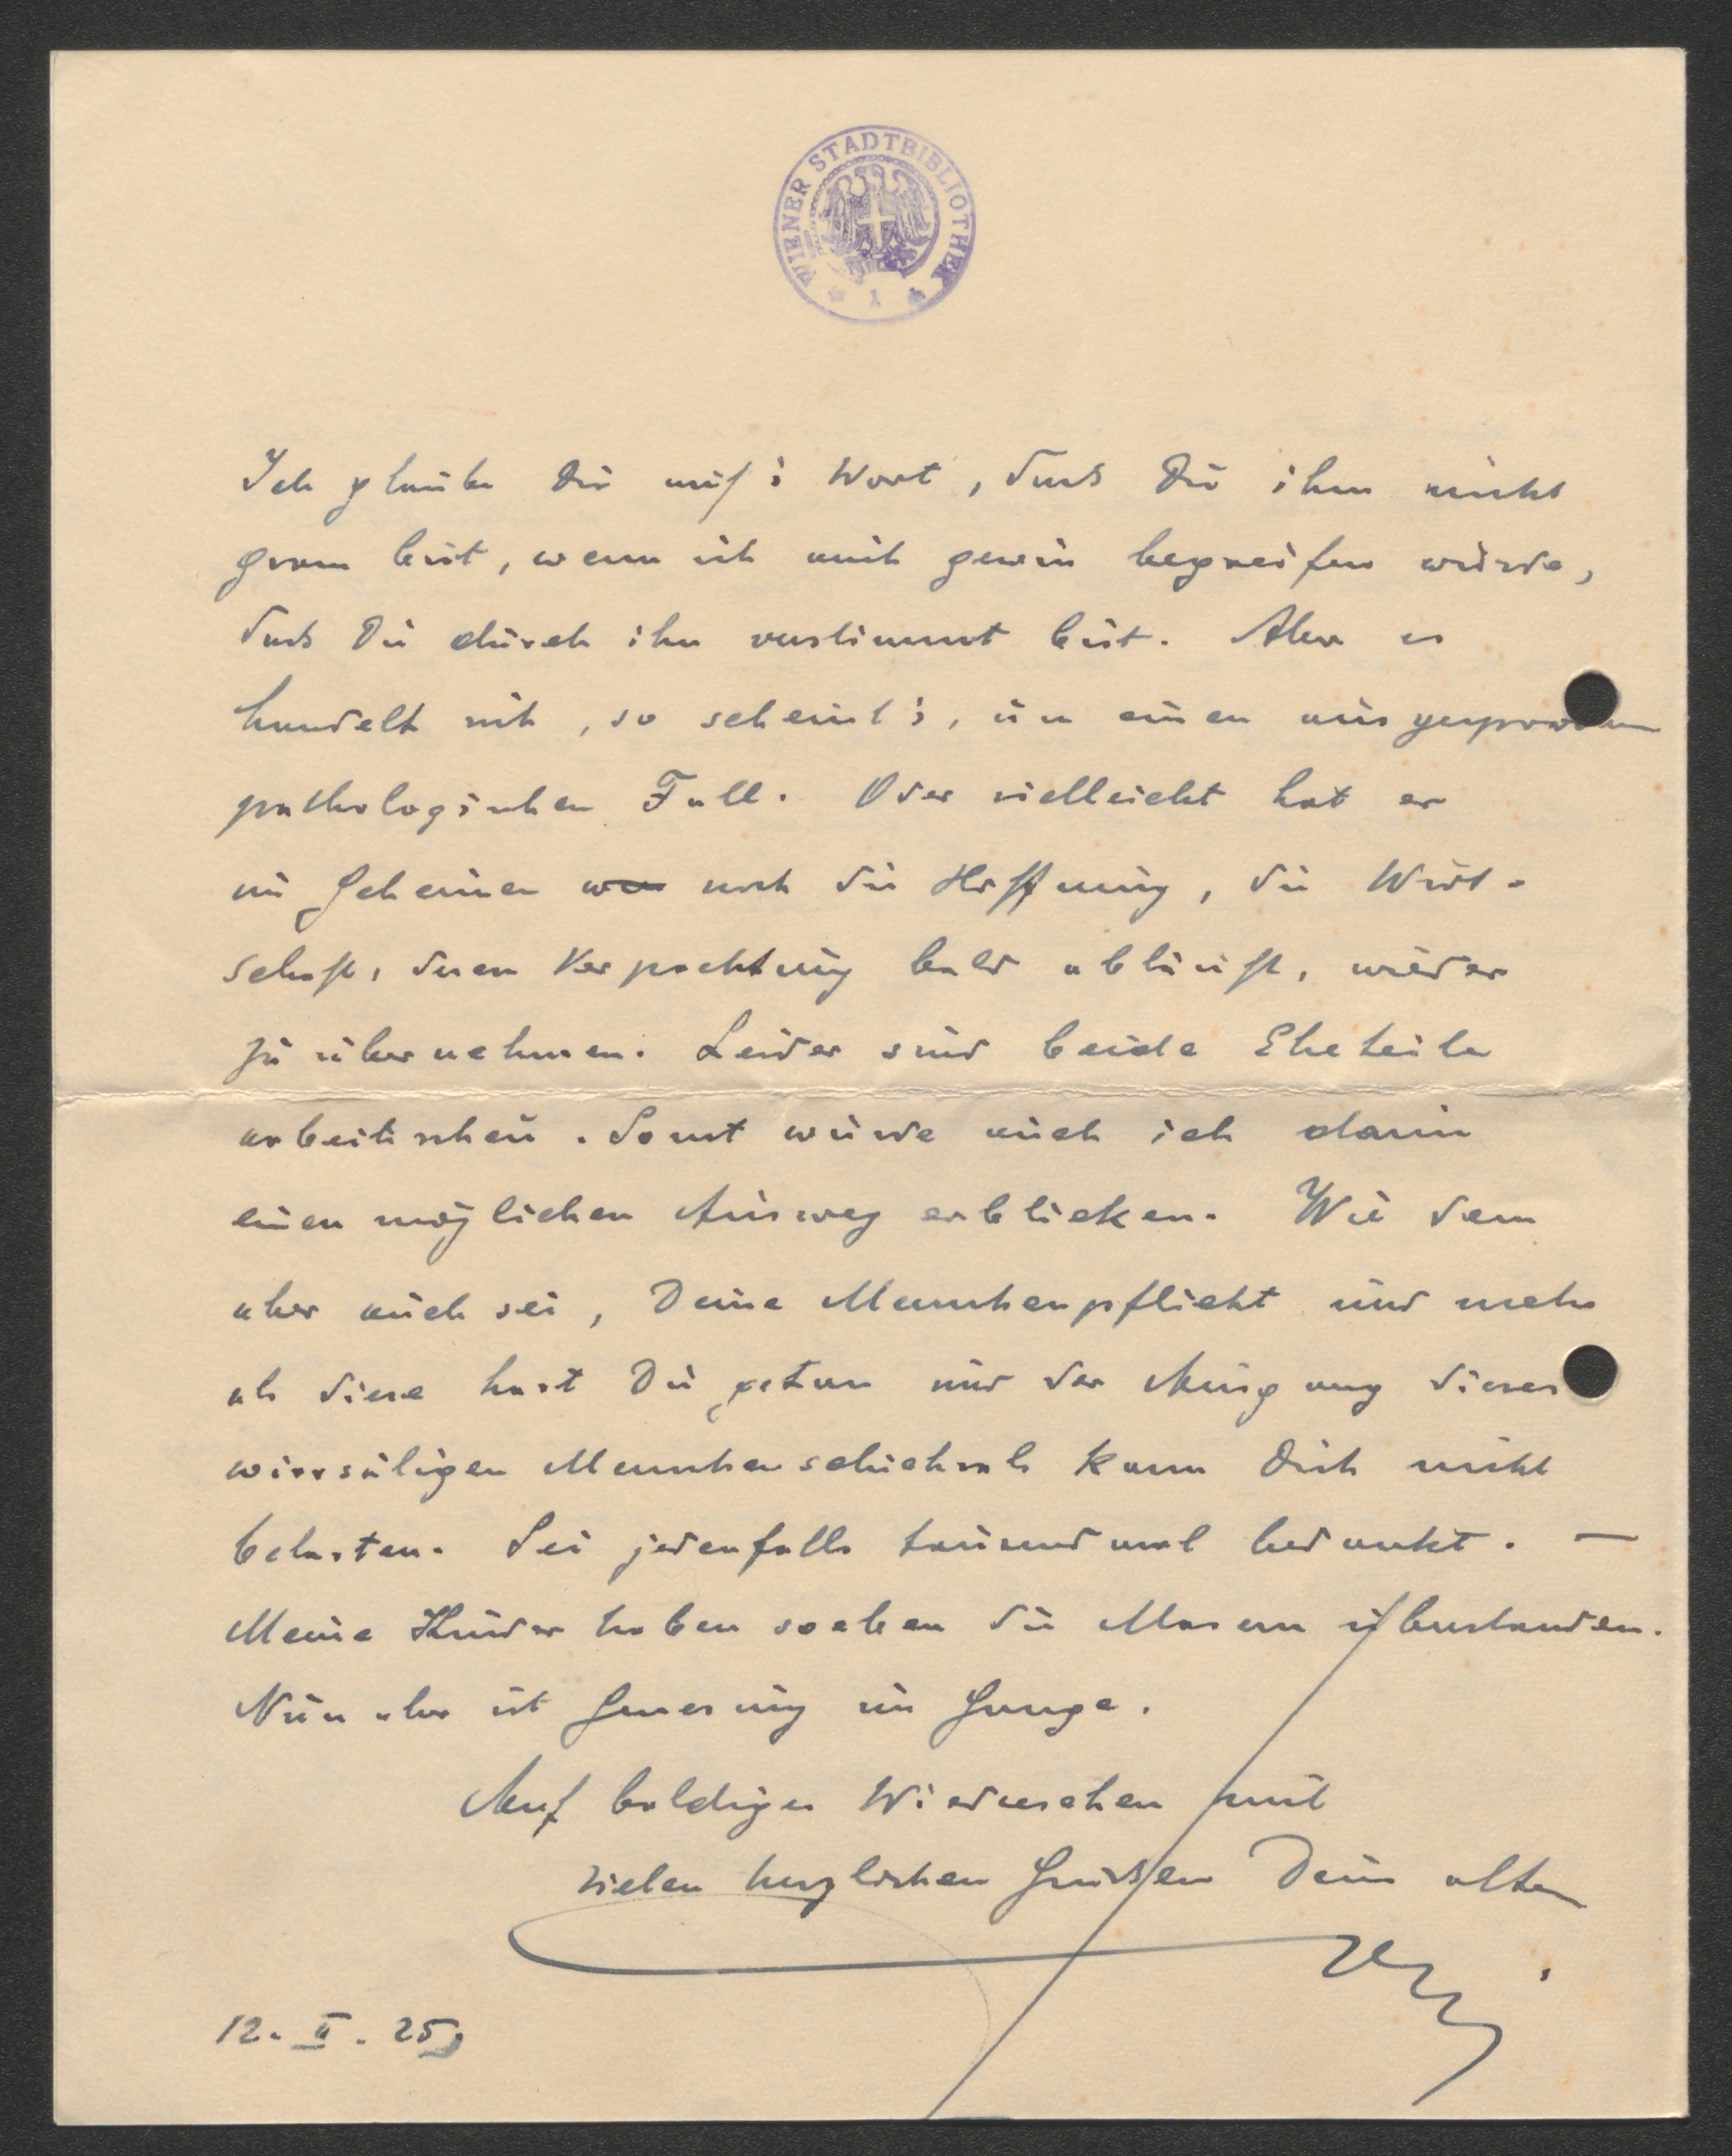 WIENER STADTBIBLIOTHEK
* 1 *
Ich glaube Dir auf's Wort, dass Du ihm nicht
gram bist, wenn ich auch gewiss begreifen würde,
dass Du durch ihn verstimmt bist. Aber es
handelt sich, so scheint's, um einen ausgesprochen
pathologischen Fall. Oder vielleicht hat er
im Geheimen noch die Hoffnung, die Wirt-
schaft, deren Verpachtung bald abläuft, wieder
zu übernehmen. Leider sind beide Eheteile
arbeitsscheu. Sonst würde auch ich darin
einen möglichen Ausweg erblicken. Wie dem
aber auch sei, Deine Menschenpflicht und mehr
als diese hast Du getan und der Ausgang dieses
wirrsäligen Menschenschicksals kann Dich nicht
belasten. Sei jedenfalls tausendmal bedankt. —
Meine Kinder haben soeben die Masern überstanden.
Nun aber ist Genesung im Gange.
Auf baldiges Wiedersehen mit
vielen herzlichen Grüssen Dein alter
12. II. 25